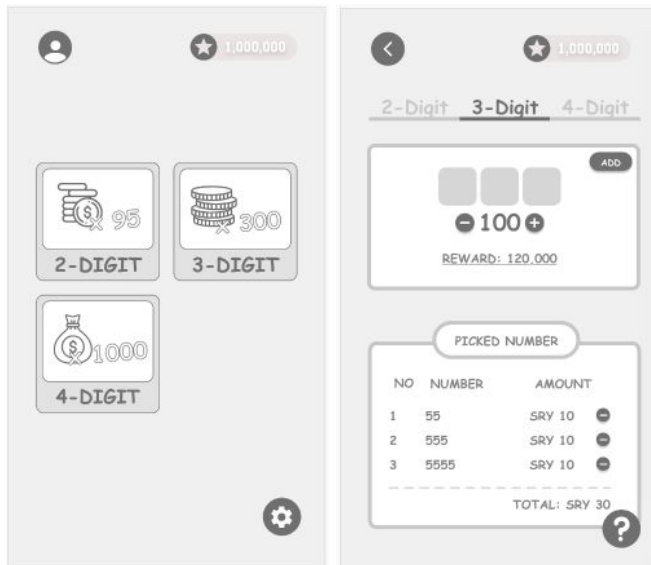 1,000,000
× 95
2-DIGIT
× 300
3-DIGIT
×1000
4-DIGIT
1,000,000
2-Digit 3-Digit 4-Digit
ADD
100
REWARD: 120,000
PICKED NUMBER
NO NUMBER AMOUNT
1 55 SRY 10
2 555 SRY 10
3 5555 SRY 10
TOTAL: SRY 30
?